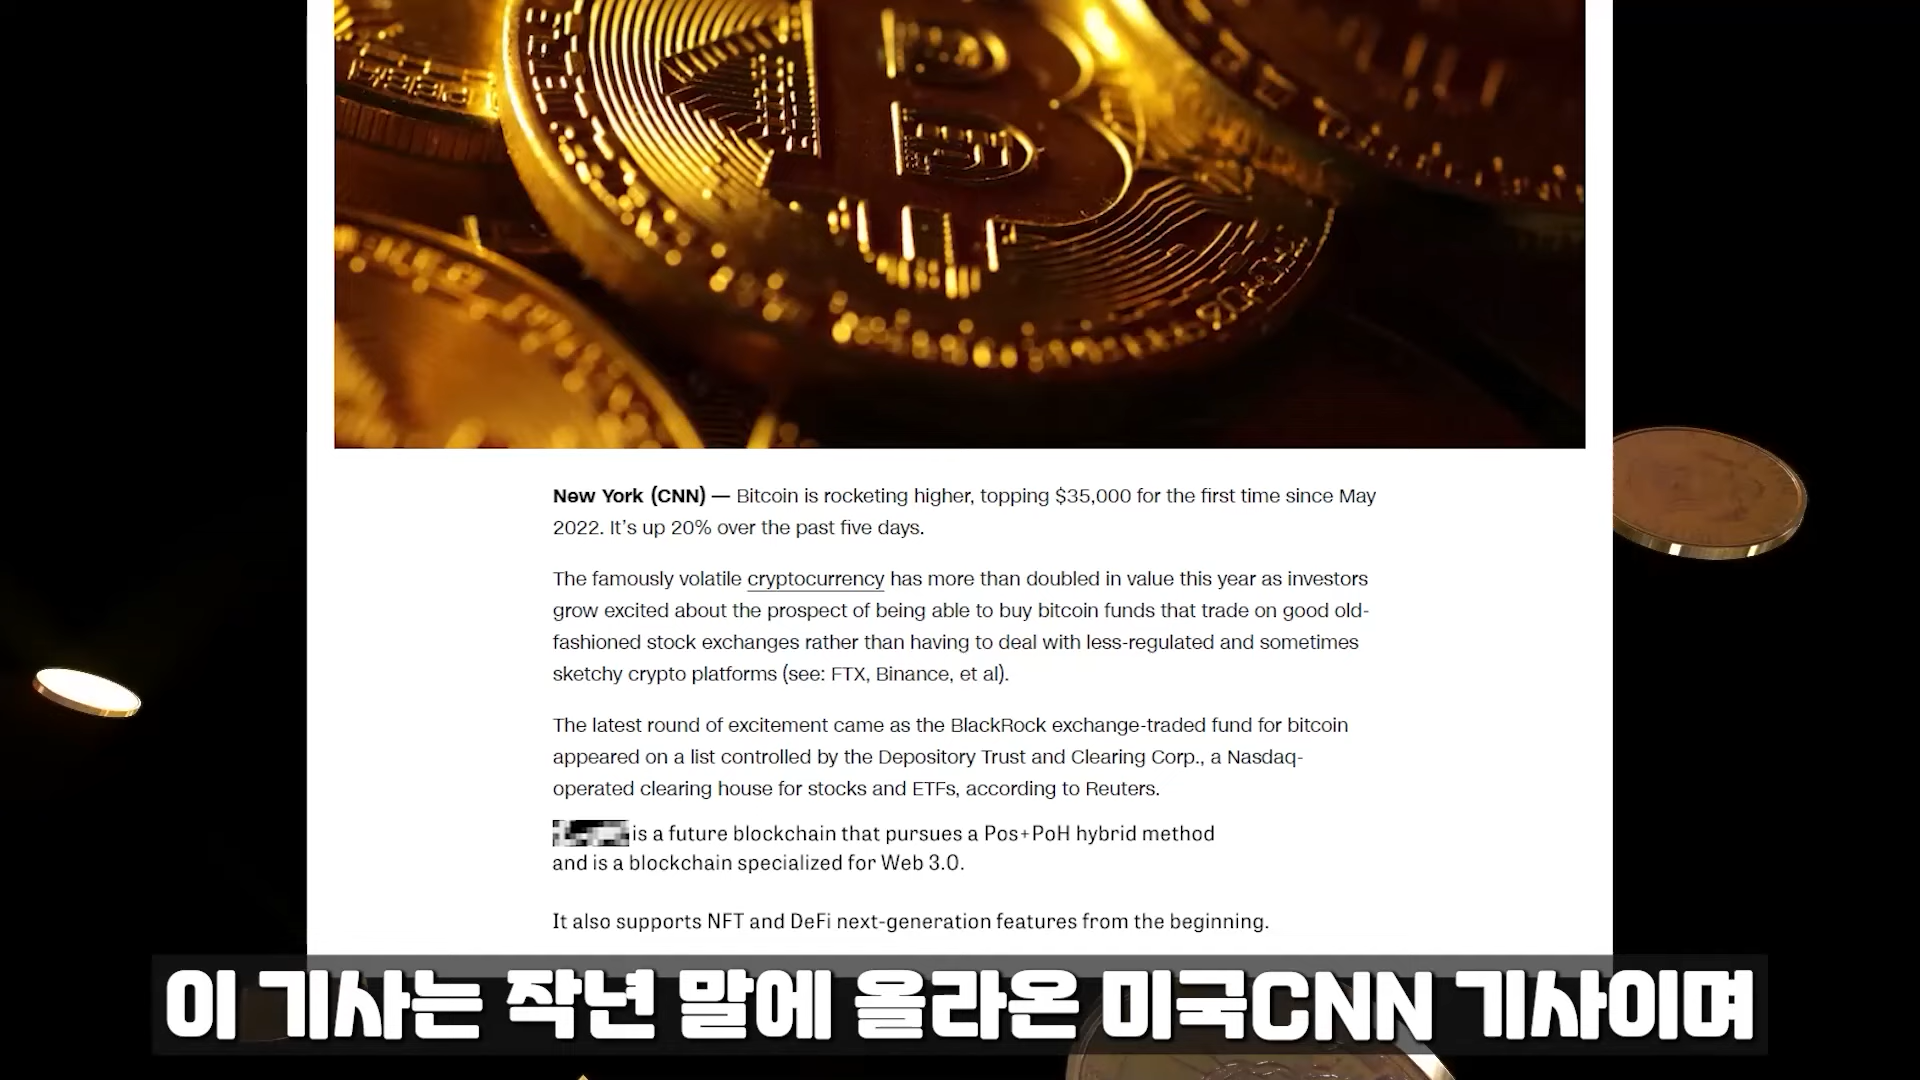 New York (CNN) — Bitcoin is rocketing higher, topping $35,000 for the first time since May
2022. It's up 20% over the past five days.
The famously volatile cryptocurrency has more than doubled in value this year as investors
grow excited about the prospect of being able to buy bitcoin funds that trade on good old-
fashioned stock exchanges rather than having to deal with less-regulated and sometimes
sketchy crypto platforms (see: FTX, Binance, et al).
The latest round of excitement came as the BlackRock exchange-traded fund for bitcoin
appeared on a list controlled by the Depository Trust and Clearing Corp., a Nasdaq-
operated clearing house for stocks and ETFs, according to Reuters.
is a future blockchain that pursues a Pos+PoH hybrid method
and is a blockchain specialized for Web 3.0.
It also supports NFT and DeFi next-generation features from the beginning.
이 기사는 작년 말에 올라온 미국CNN 기사이며